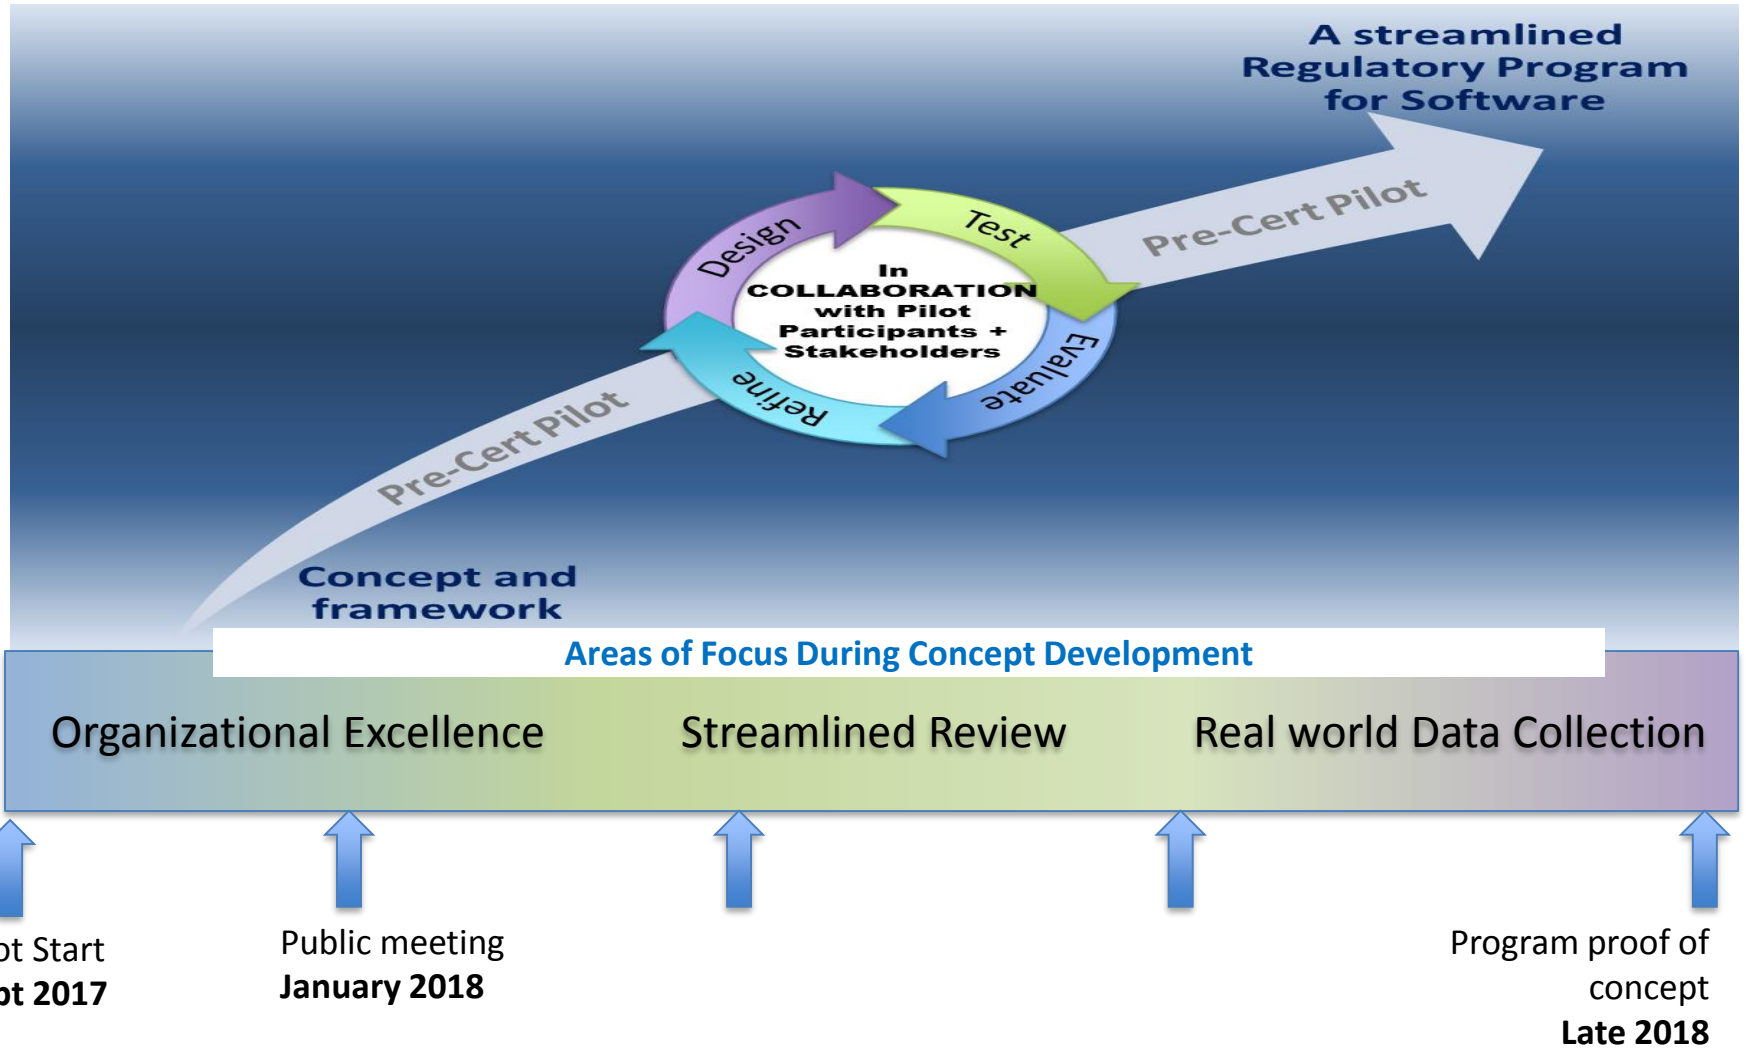 A streamlined
Regulatory Program
for Software
Pre-Cert Pilot
Design
Test
In
COLLABORATION
with Pilot
Participants +
Stakeholders
Evaluate
Refine
Pre-Cert Pilot
Concept and
framework
Areas of Focus During Concept Development
Organizational Excellence
Streamlined Review
Real world Data Collection
Start
2017
Public meeting
January 2018
Program proof of
concept
Late 2018